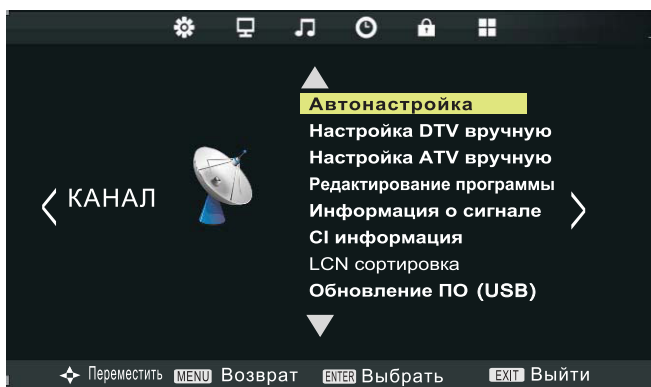 КАНАЛ
Автонастройка
Настройка DTV вручную
Настройка ATV вручную
Редактирование программы
Информация о сигнале
CI информация
LCN сортировка
Обновление ПО (USB)
Переместить MENU Возврат ENTER Выбрать EXIT Выйти